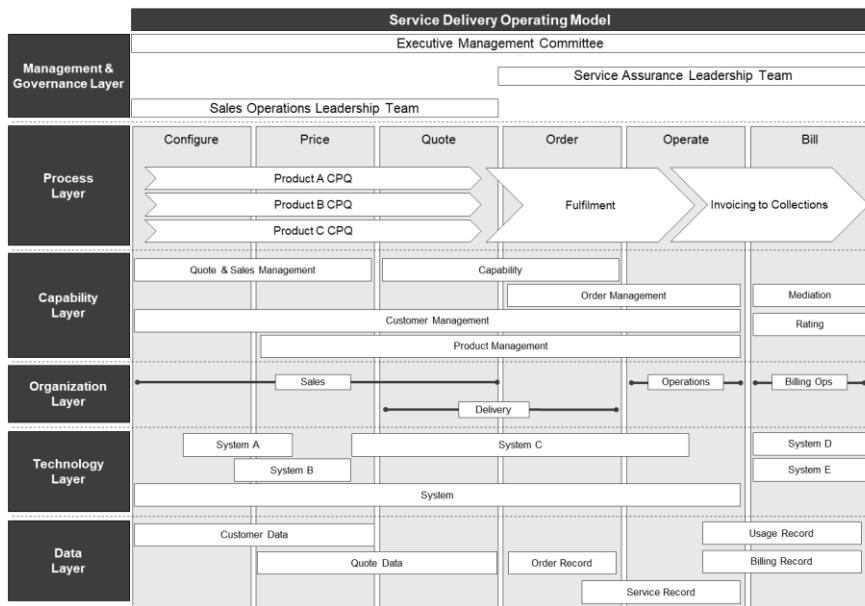 Service Delivery Operating Model
Management &
Governance Layer
Executive Management Committee
Service Assurance Leadership Team
Sales Operations Leadership Team
Process
Layer
Configure
Price
Quote
Order
Operate
Bill
Product A CPQ
Product B CPQ
Product C CPQ
Fulfilment
Invoicing to Collections
Capability
Layer
Quote & Sales Management
Capability
Order Management
Mediation
Customer Management
Rating
Product Management
Organization
Layer
Sales
Operations
Billing Ops
Delivery
Technology
Layer
System A
System C
System D
System B
System E
System
Data
Layer
Customer Data
Usage Record
Quote Data
Order Record
Billing Record
Service Record